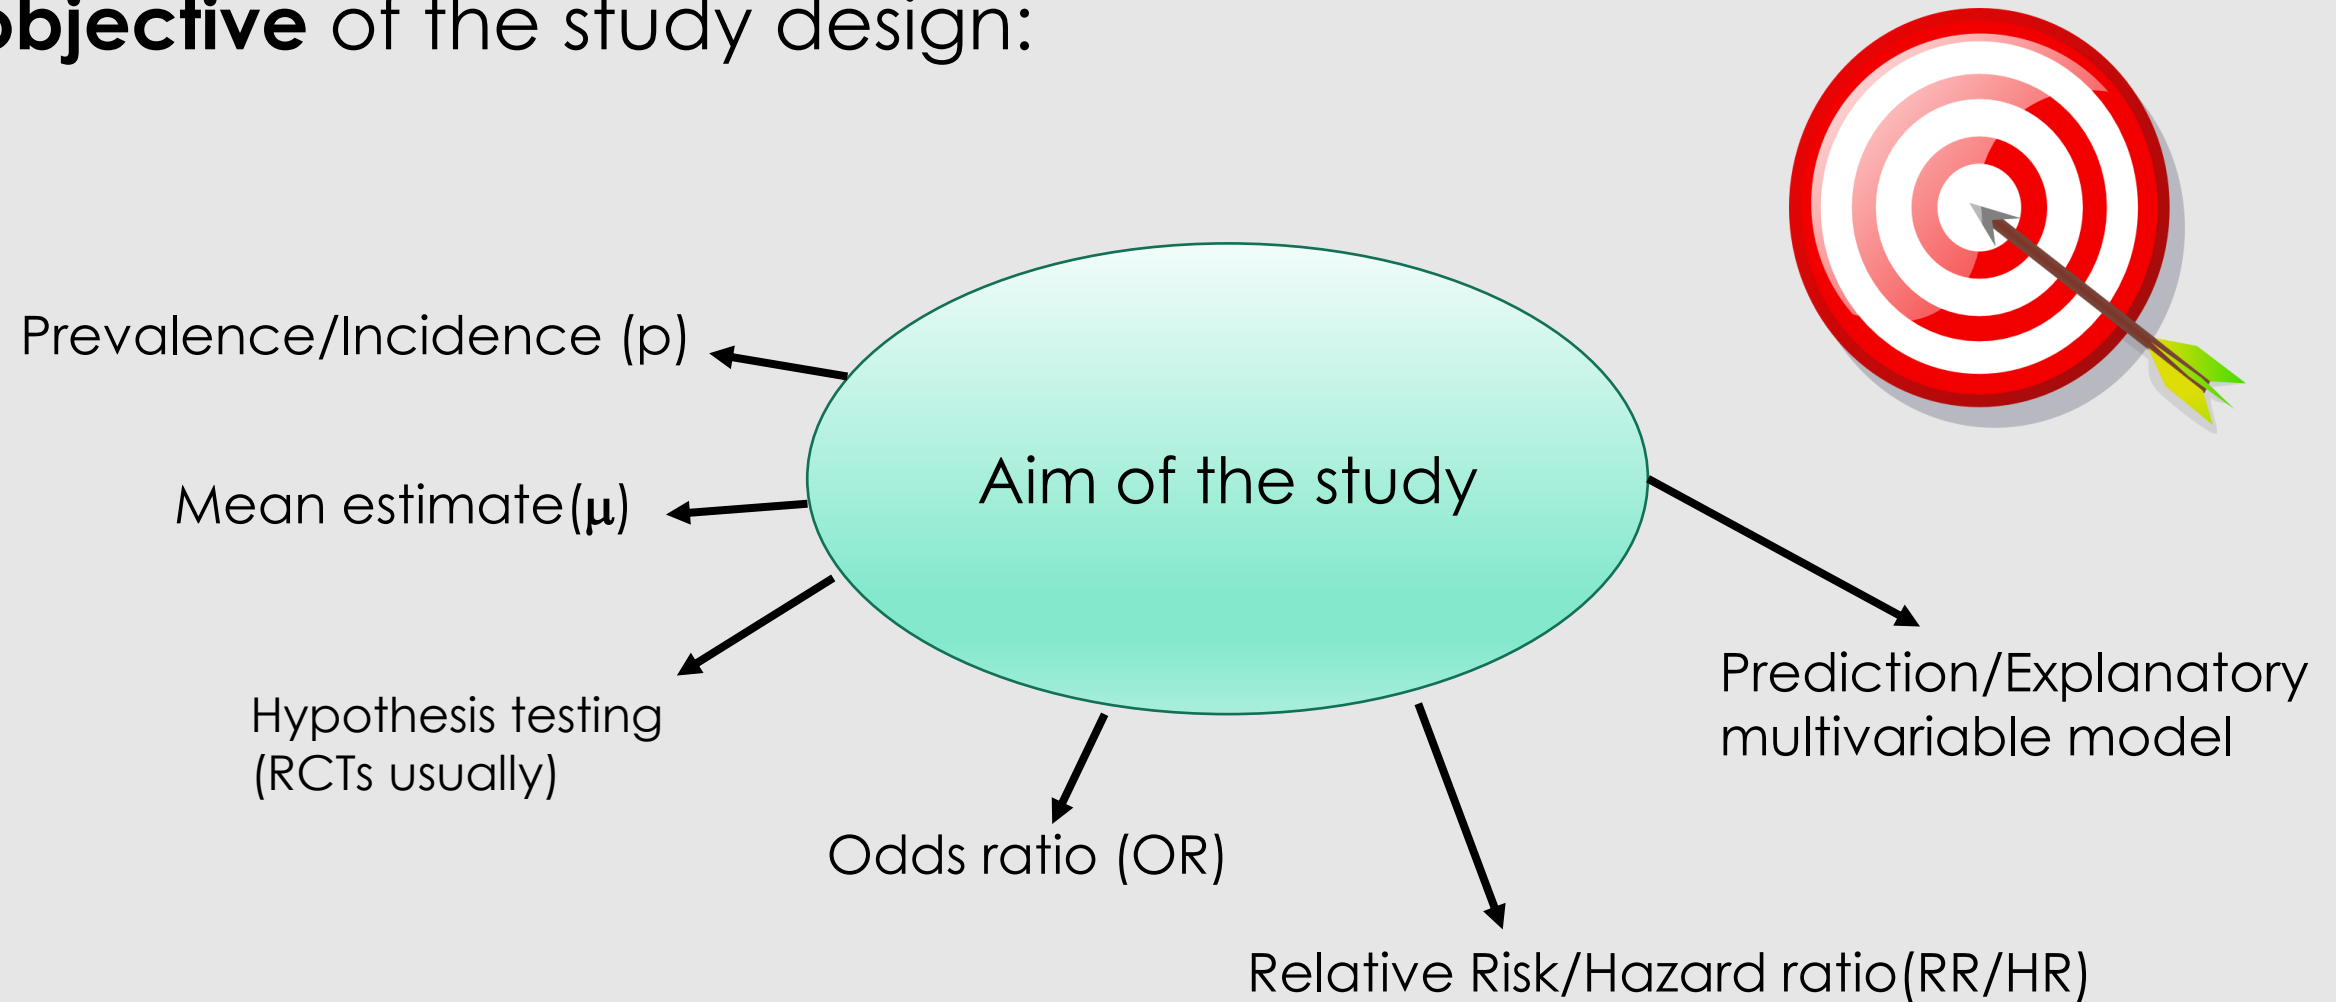 objective of the study design:
Prevalence/Incidence (p)
Aim of the study
Mean estimate(μ)
Hypothesis testing
(RCTs usually)
Prediction/Explanatory
multivariable model
Odds ratio (OR)
Relative Risk/Hazard ratio(RR/HR)